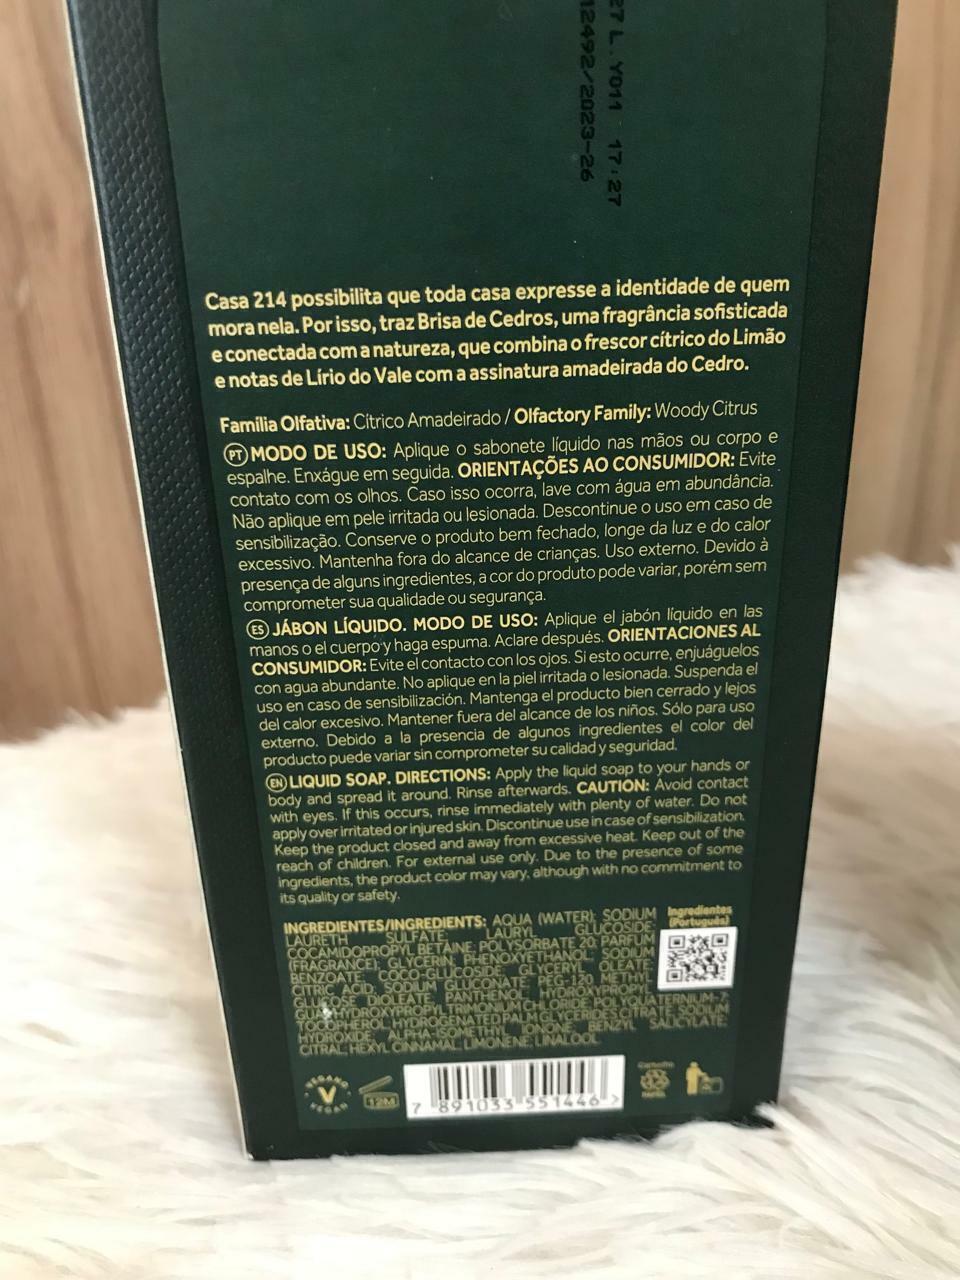 27 L.Y011 17:27
12492/2023-26
Casa 214 possibilita que toda casa expresse a identidade de quem
mora nela. Por isso, traz Brisa de Cedros, uma fragrância sofisticada
e conectada com a natureza, que combina o frescor cítrico do Limão
e notas de Lírio do Vale com a assinatura amadeirada do Cedro.
Família Olfativa: Cítrico Amadeirado / Olfactory Family: Woody Citrus
PT MODO DE USO: Aplique o sabonete líquido nas mãos ou corpo e
espalhe. Enxágue em seguida. ORIENTAÇÕES AO CONSUMIDOR: Evite
contato com os olhos. Caso isso ocorra, lave com água em abundância.
Não aplique em pele irritada ou lesionada. Descontinue o uso em caso de
sensibilização. Conserve o produto bem fechado, longe da luz e do calor
excessivo. Mantenha fora do alcance de crianças. Uso externo. Devido à
presença de alguns ingredientes, a cor do produto pode variar, porém sem
comprometer sua qualidade ou segurança.
ES JÁBON LÍQUIDO. MODO DE USO: Aplique el jabón líquido en las
manos o el cuerpo y haga espuma. Aclare después. ORIENTACIONES AL
CONSUMIDOR: Evite el contacto con los ojos. Si esto ocurre, enjuáguelos
con agua abundante. No aplique en la piel irritada o lesionada. Suspenda el
uso en caso de sensibilización. Mantenga el producto bien cerrado y lejos
del calor excesivo. Mantener fuera del alcance de los niños. Sólo para uso
externo. Debido a la presencia de algunos ingredientes el color del
producto puede variar sin comprometer su calidad y seguridad.
EN LIQUID SOAP. DIRECTIONS: Apply the liquid soap to your hands or
body and spread it around. Rinse afterwards. CAUTION: Avoid contact
with eyes. If this occurs, rinse immediately with plenty of water. Do not
apply over irritated or injured skin. Discontinue use in case of sensibilization.
Keep the product closed and away from excessive heat. Keep out of the
reach of children. For external use only. Due to the presence of some
ingredients, the product color may vary, although with no commitment to
its quality or safety.
INGREDIENTES/INGREDIENTS: AQUA (WATER); SODIUM
LAURETH SULFATE; LAURYL GLUCOSIDE;
COCAMIDOPROPYL BETAINE; POLYSORBATE 20; PARFUM
(FRAGRANCE); GLYCERIN; PHENOXYETHANOL; SODIUM
BENZOATE; COCO-GLUCOSIDE; GLYCERYL OLEATE;
CITRIC ACID; SODIUM GLUCONATE; PEG-120 METHYL
GLUCOSE DIOLEATE; PANTHENOL; HYDROXYPROPYL
GUAR HYDROXYPROPYLTRIMONIUM CHLORIDE; POLYQUATERNIUM-7;
TOCOPHEROL; HYDROGENATED PALM GLYCERIDES CITRATE; SODIUM
HYDROXIDE; ALPHA-ISOMETHYL IONONE; BENZYL SALICYLATE;
CITRAL; HEXYL CINNAMAL; LIMONENE; LINALOOL
Ingredientes
(Português)
VEGANO
V
VEGAN
12M
7 891033 551446 >
Cartucho
PAPEL